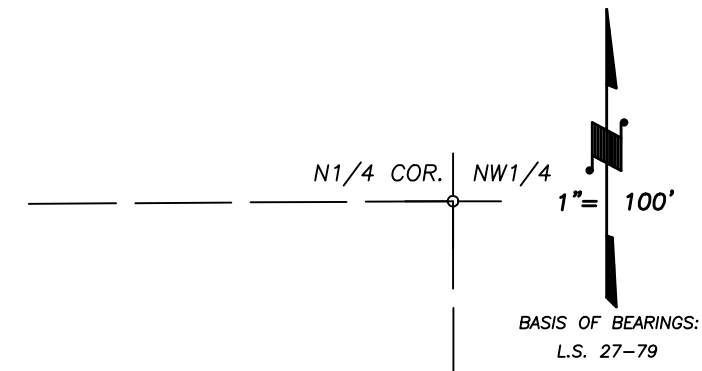 N1/4 COR. NW1/4
1"= 100'
BASIS OF BEARINGS:
L.S. 27-79